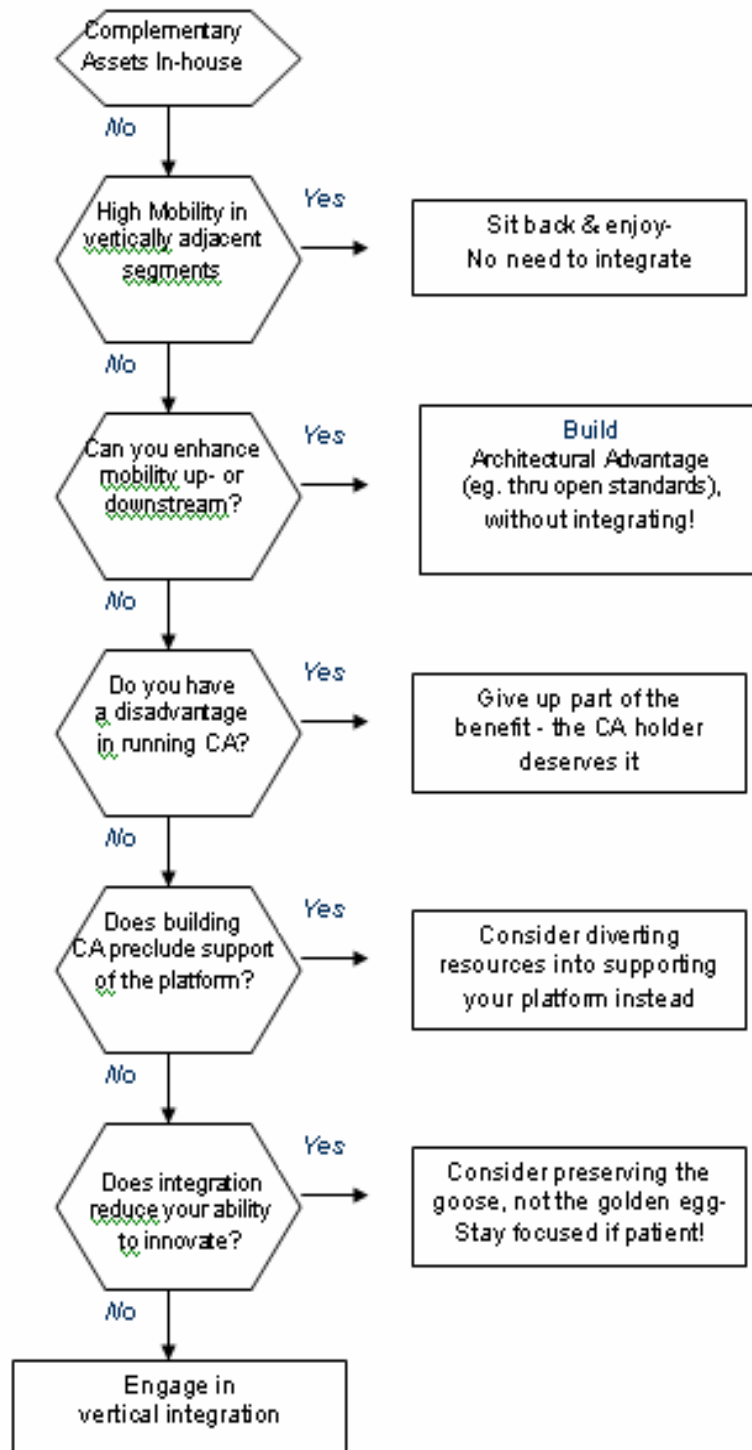 Complementary
Assets In-house
No
High Mobility in
vertically adjacent
segments
Yes
Sit back & enjoy-
No need to integrate
No
Can you enhance
mobility up- or
downstream?
Yes
Build
Architectural Advantage
(eg. thru open standards),
without integrating!
No
Do you have
a disadvantage
in running CA?
Yes
Give up part of the
benefit - the CA holder
deserves it
No
Does building
CA preclude support
of the platform?
Yes
Consider diverting
resources into supporting
your platform instead
No
Does integration
reduce your ability
to innovate?
Yes
Consider preserving the
goose, not the golden egg-
Stay focused if patient!
No
Engage in
vertical integration